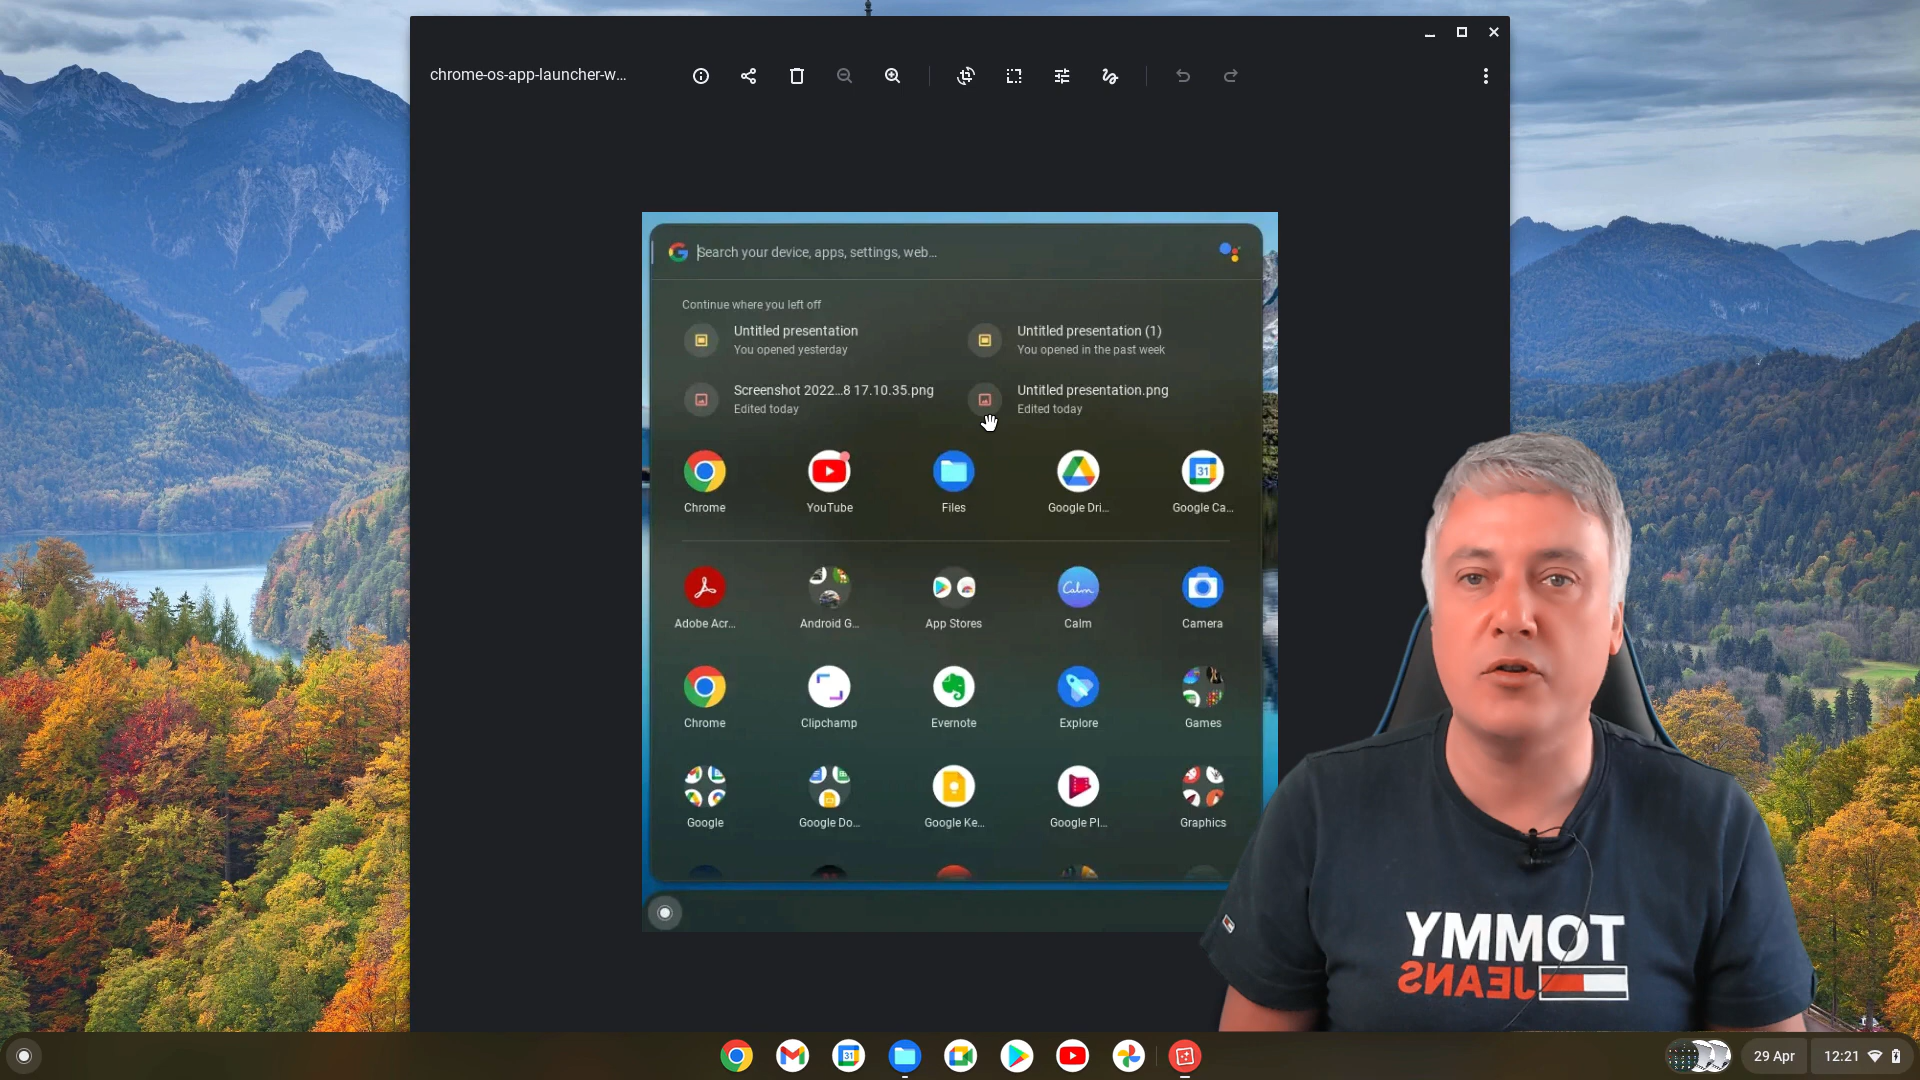 chrome-os-app-launcher-w...
Search your device, apps, settings, web...
Continue where you left off
Untitled presentation
You opened yesterday
Untitled presentation (1)
You opened in the past week
Screenshot 2022...8 17.10.35.png
Edited today
Untitled presentation.png
Edited today
31
Chrome
YouTube
Files
Google Dri...
Google Ca...
Calm
Adobe Acr...
Android G...
App Stores
Calm
Camera
Chrome
Clipchamp
Evernote
Explore
Games
Google
Google Do...
Google Ke...
Google Pl...
Graphics
TOMMY
JEANS
31
29 Apr
12:21